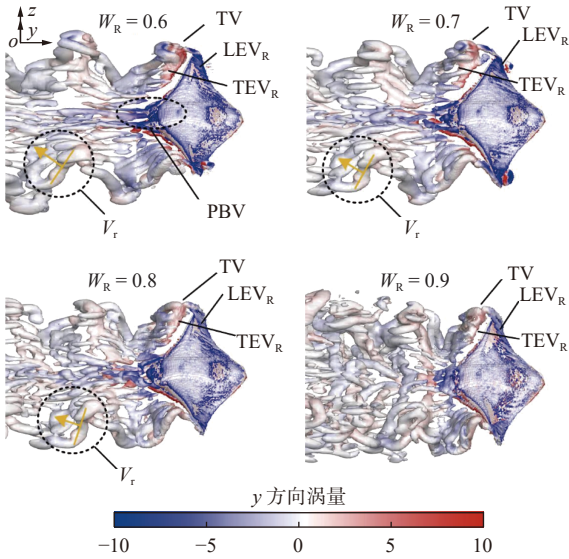 z
y
O
W_R = 0.6
TV
LEV_R
TEV_R
PBV
V_r
W_R = 0.7
TV
LEV_R
TEV_R
V_r
W_R = 0.8
TV
LEV_R
TEV_R
V_r
W_R = 0.9
TV
LEV_R
TEV_R
y 方向涡量
−10 −5 0 5 10